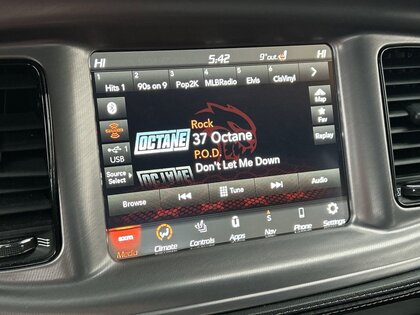 HI 5:42 9°out HI
1 2 3 4 5 6
Hits 1 90s on 9 Pop2K MLBRadio Elvis CksVinyl
Rock
OCTANE 37 Octane
P.O.D.
Don't Let Me Down
USB
Source
Select
Map
Fav
Replay
Browse Tune Audio
Media Climate Controls Apps Nav Phone Settings
S